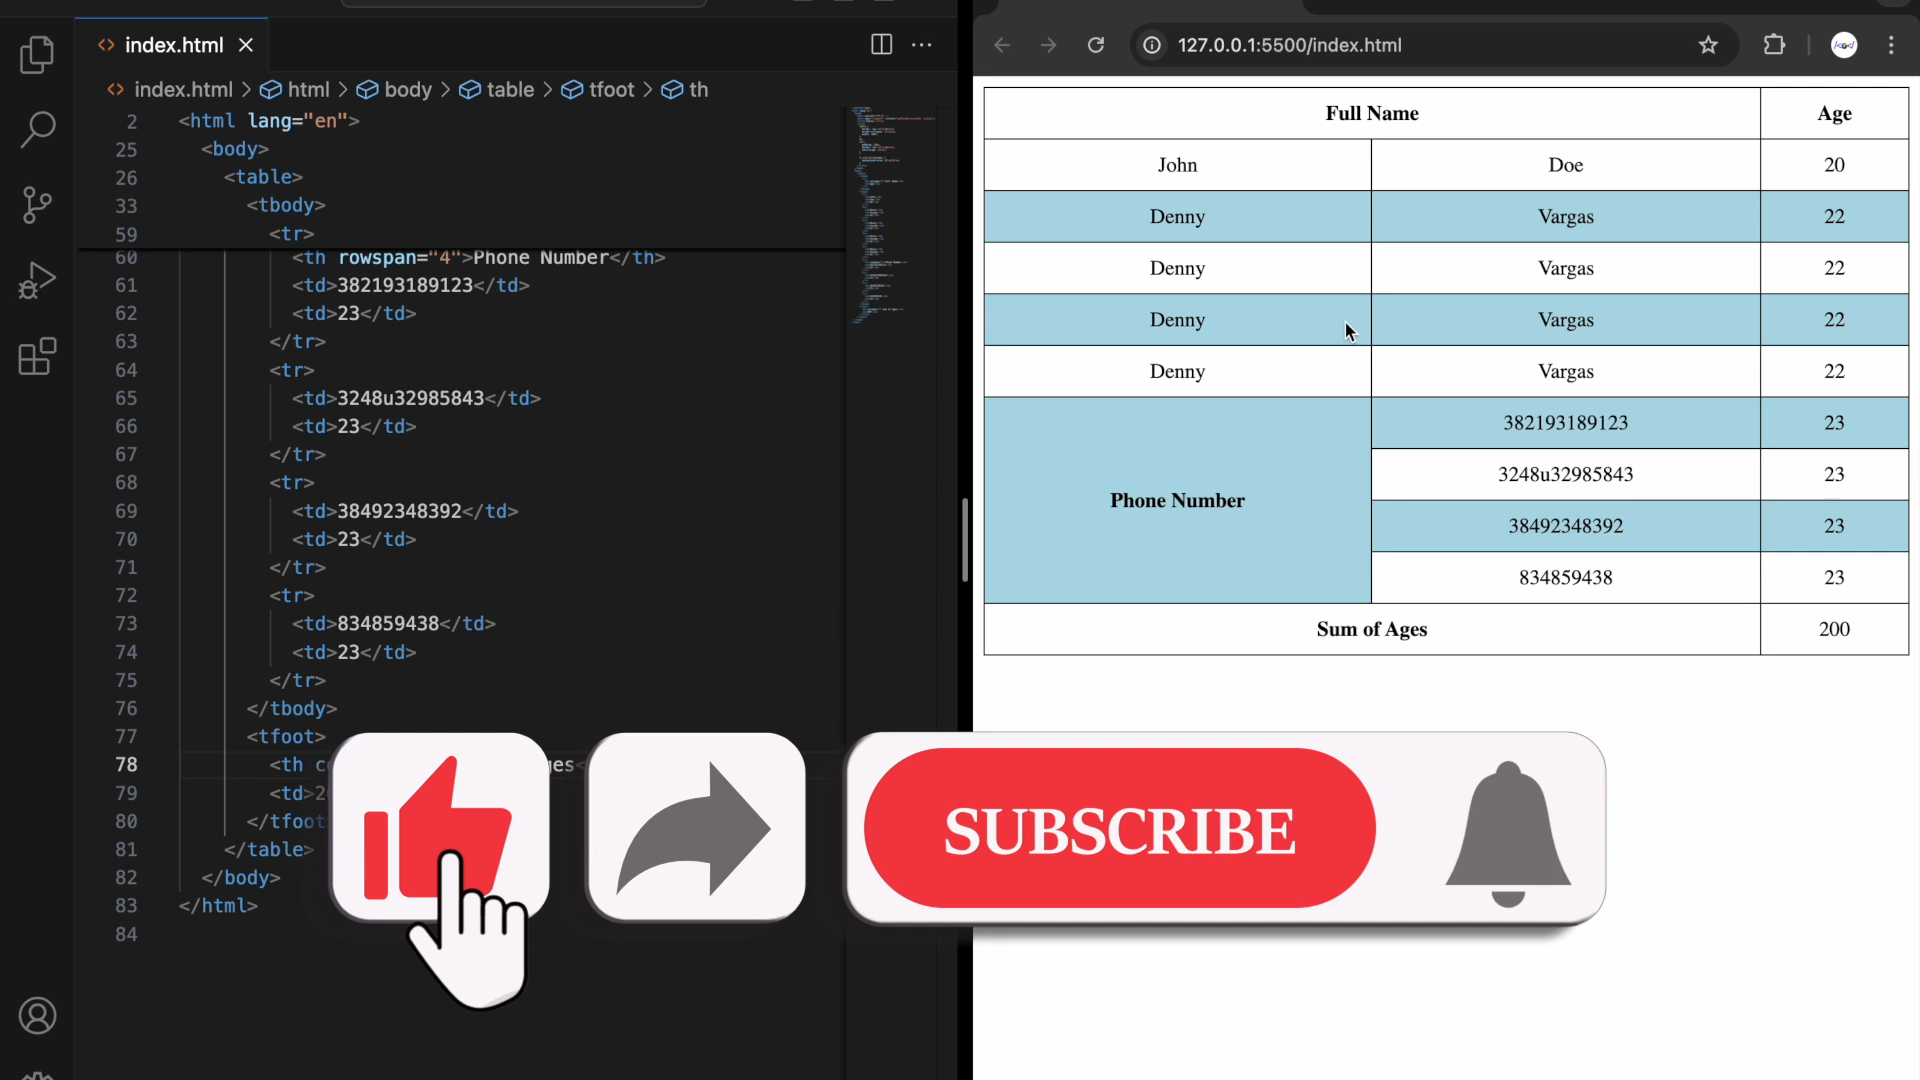 index.html
index.html > html > body > table > tfoot > th
2 <html lang="en">
25 <body>
26 <table>
33 <tbody>
59 <tr>
60 <th rowspan="4">Phone Number</th>
61 <td>382193189123</td>
62 <td>23</td>
63 </tr>
64 <tr>
65 <td>3248u32985843</td>
66 <td>23</td>
67 </tr>
68 <tr>
69 <td>38492348392</td>
70 <td>23</td>
71 </tr>
72 <tr>
73 <td>834859438</td>
74 <td>23</td>
75 </tr>
76 </tbody>
77 <tfoot>
78 <th
79 <td>2
80 </tfoot
81 </table>
82 </body>
83 </html>
84
127.0.0.1:5500/index.html
Full Name Age
John Doe 20
Denny Vargas 22
Denny Vargas 22
Denny Vargas 22
Denny Vargas 22
Phone Number
382193189123 23
3248u32985843 23
38492348392 23
834859438 23
Sum of Ages 200
SUBSCRIBE